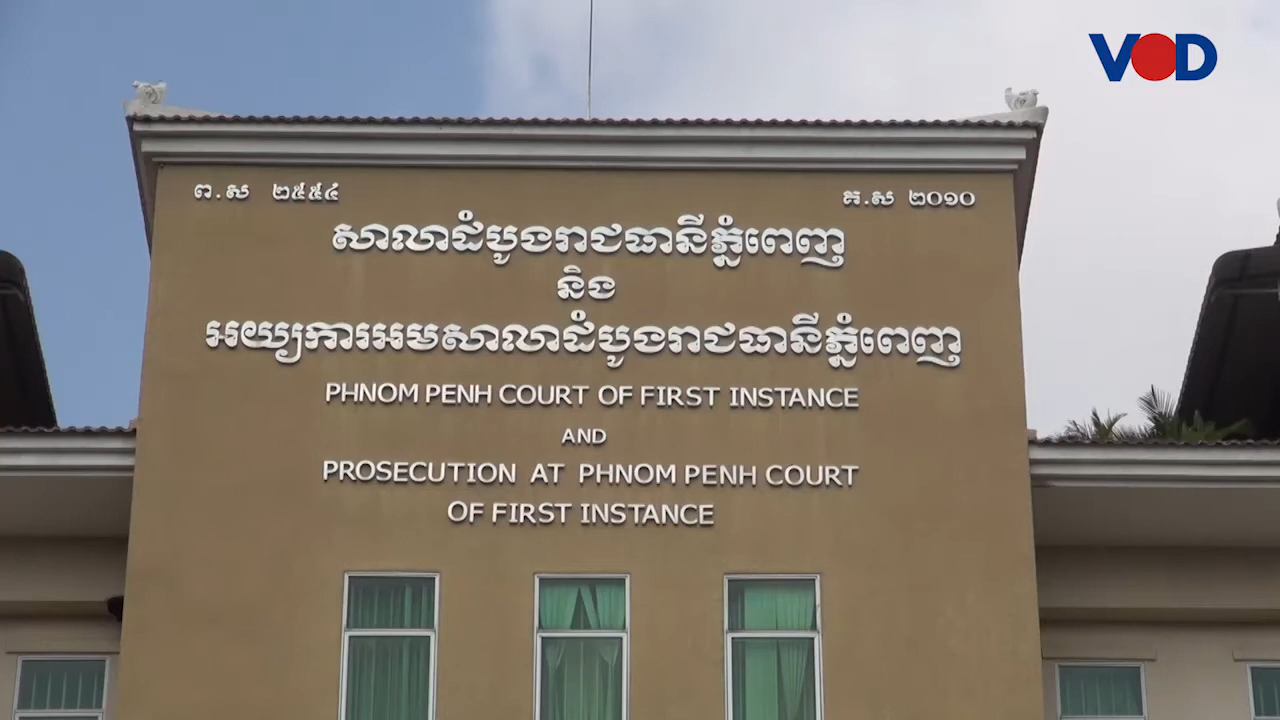 VOD
ព.ស ២៥៥៤
គ.ស ២០១០
សាលាដំបូងរាជធានីភ្នំពេញ
និង
អយ្យការអមសាលាដំបូងរាជធានីភ្នំពេញ
PHNOM PENH COURT OF FIRST INSTANCE
AND
PROSECUTION AT PHNOM PENH COURT
OF FIRST INSTANCE